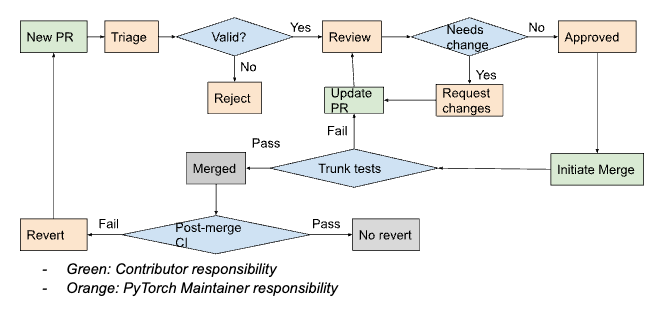 New PR
Triage
Valid?
Yes
Review
Needs
change
No
Approved
No
Reject
Yes
Update
PR
Request
changes
Fail
Pass
Merged
Trunk tests
Initiate Merge
Revert
Fail
Post-merge
CI
Pass
No revert
- Green: Contributor responsibility
- Orange: PyTorch Maintainer responsibility